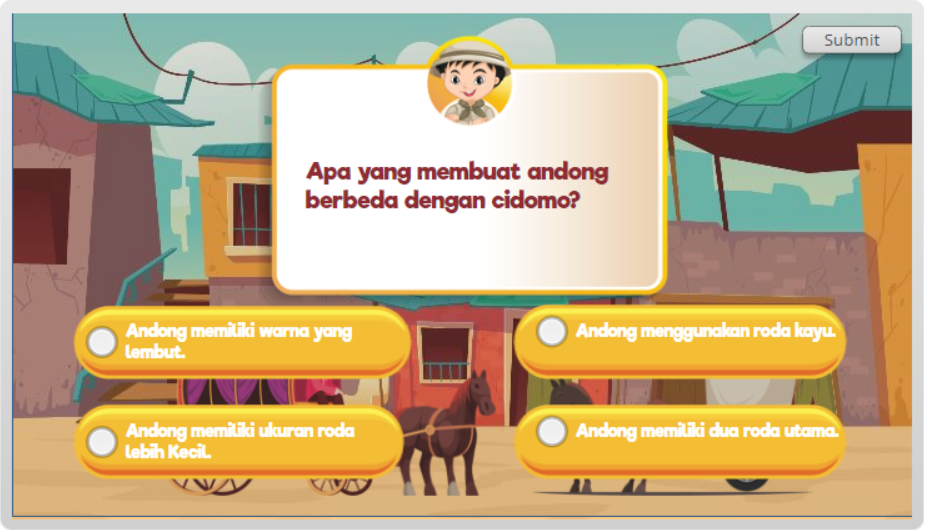 Submit
Apa yang membuat andong
berbeda dengan cidomo?
Andong memiliki warna yang
lembut.
Andong menggunakan roda kayu.
Andong memiliki ukuran roda
lebih Kecil.
Andong memiliki dua roda utama.